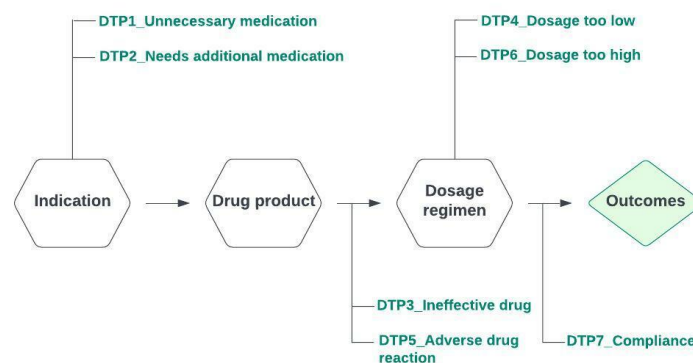 DTP1_Unnecessary medication
DTP2_Needs additional medication
DTP4_Dosage too low
DTP6_Dosage too high
Indication
Drug product
Dosage
regimen
Outcomes
DTP3_Ineffective drug
DTP5_Adverse drug
reaction
DTP7_Compliance